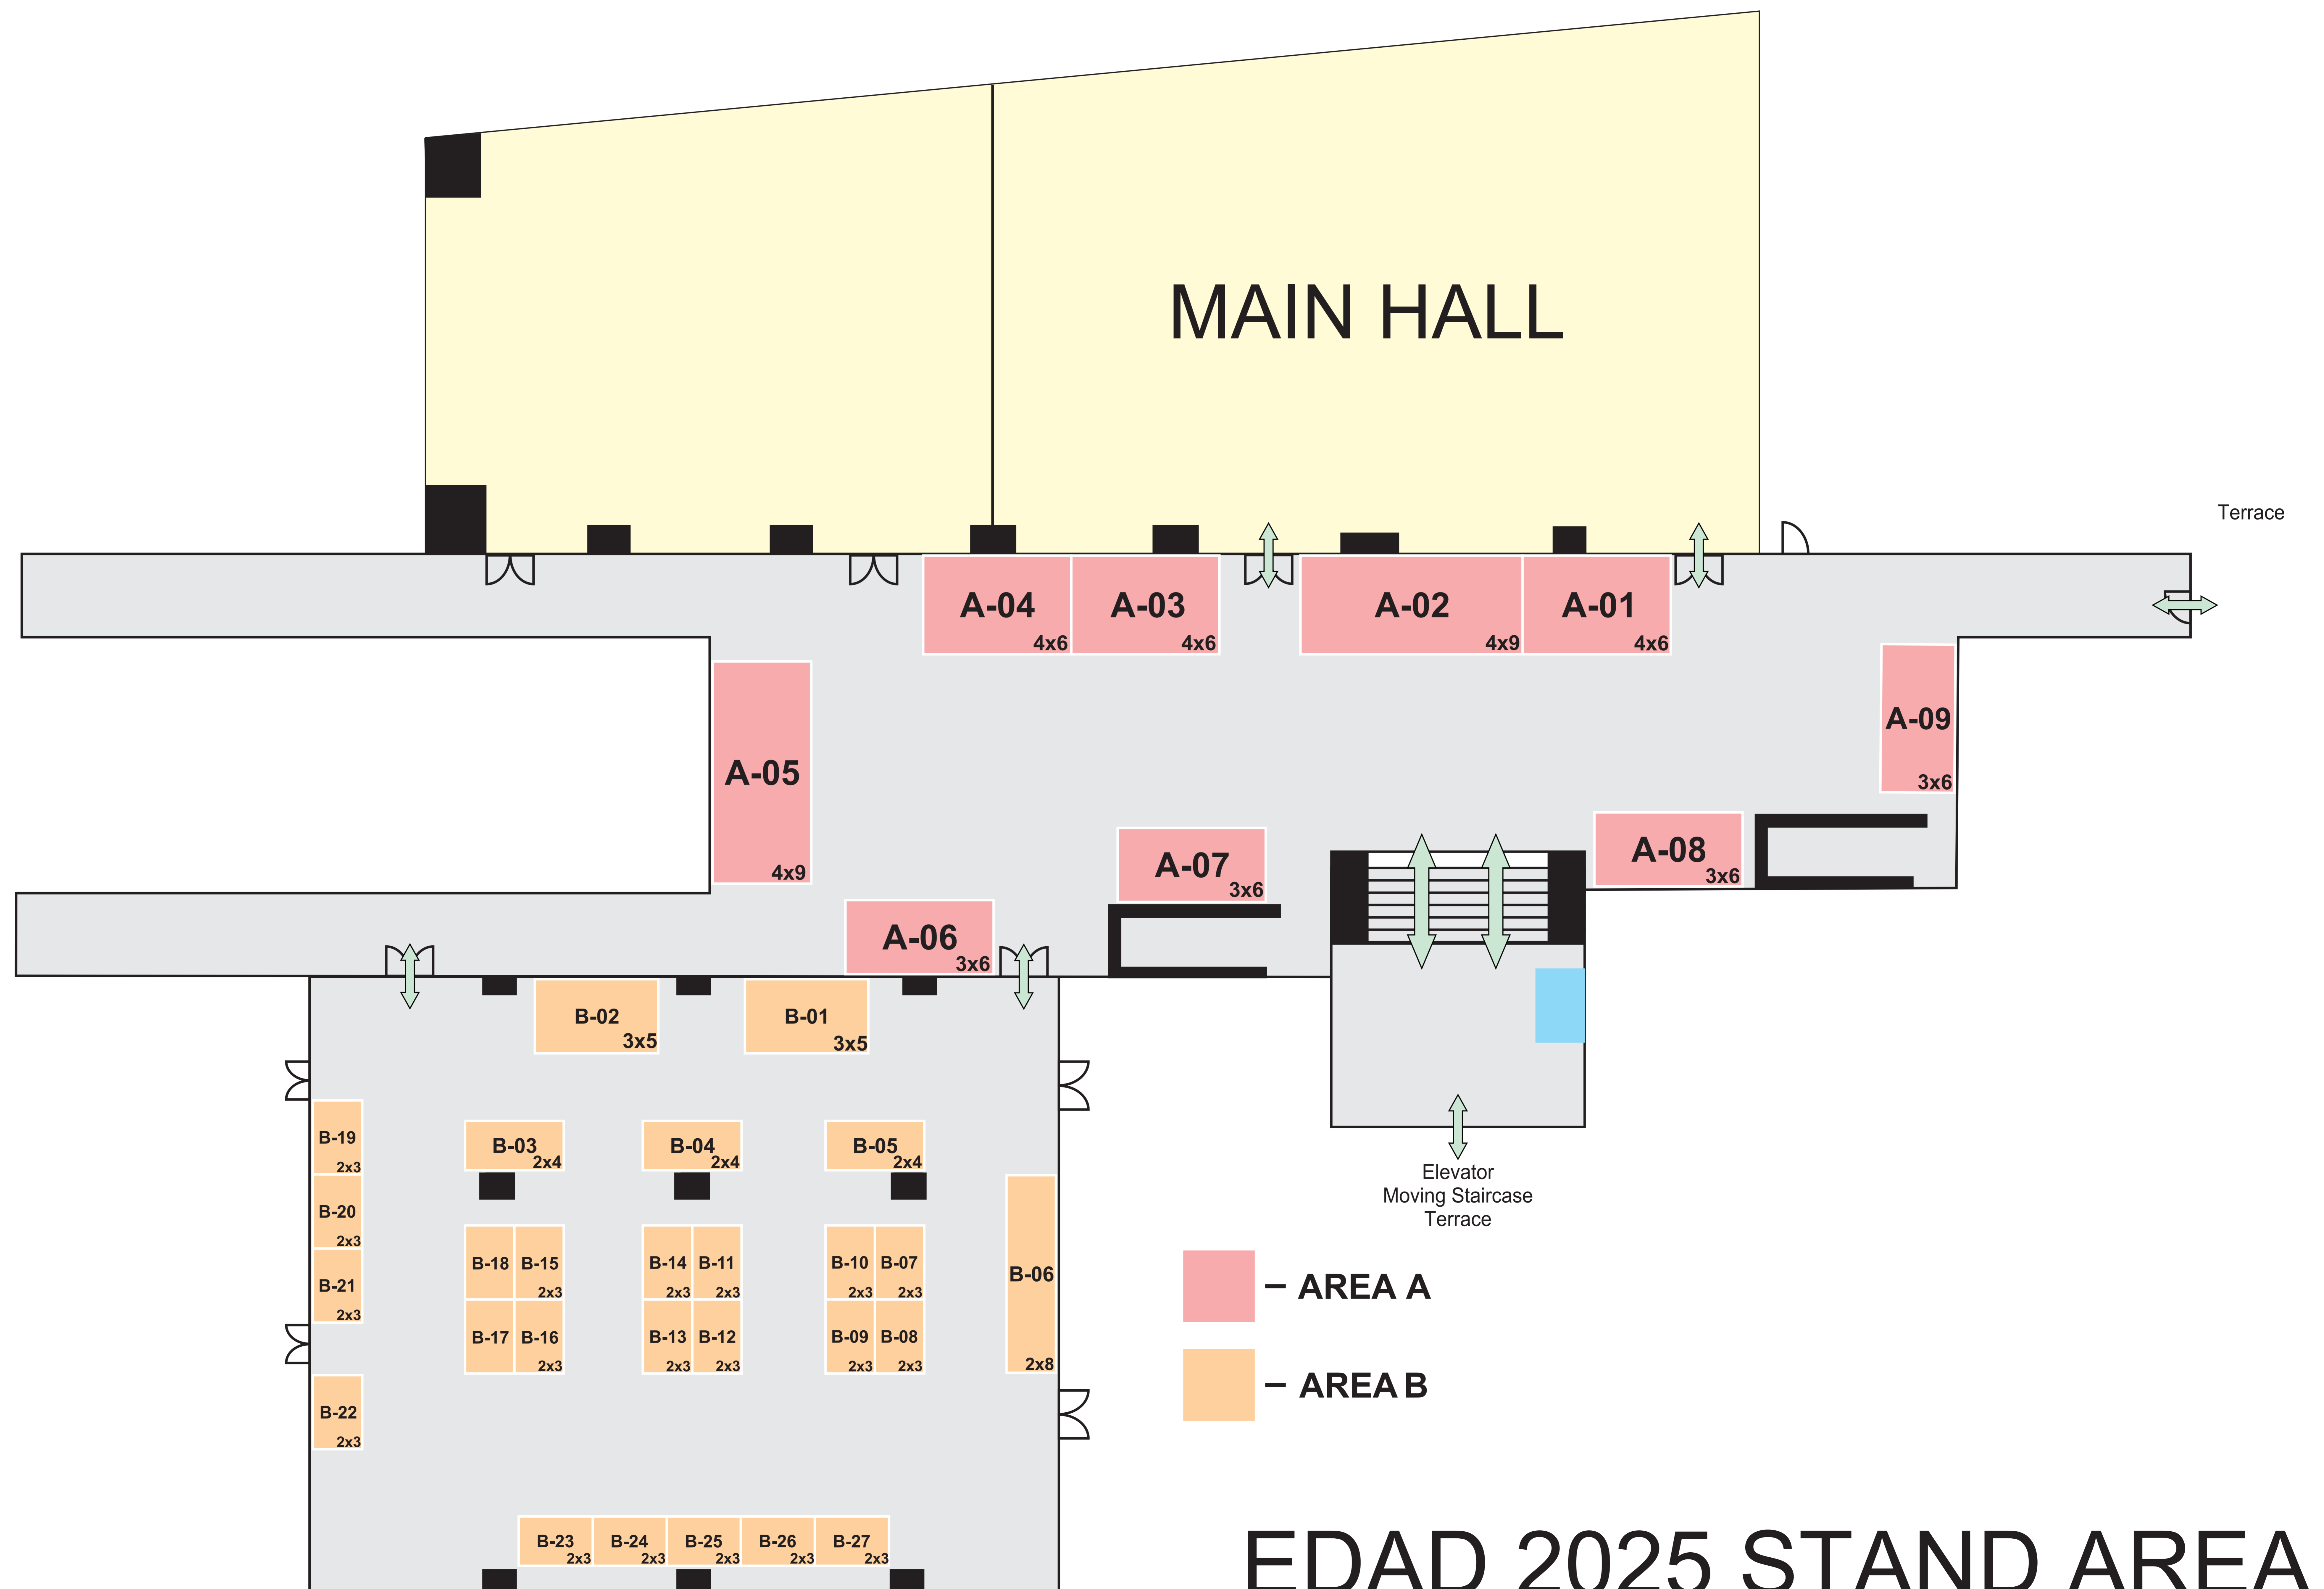 MAIN HALL
Terrace
A-04
4x6
A-03
4x6
A-02
4x9
A-01
4x6
A-09
3x6
A-05
4x9
A-07
3x6
A-08
3x6
A-06
3x6
B-02
3x5
B-01
3x5
B-19
2x3
B-20
2x3
B-21
2x3
B-22
2x3
B-03
2x4
B-04
2x4
B-05
2x4
B-18
B-15
2x3
B-17
B-16
2x3
B-14
2x3
B-11
2x3
B-13
2x3
B-12
2x3
B-10
2x3
B-07
2x3
B-09
2x3
B-08
2x3
B-06
2x8
Elevator
Moving Staircase
Terrace
– AREA A
– AREA B
B-23
2x3
B-24
2x3
B-25
2x3
B-26
2x3
B-27
2x3
EDAD 2025 STAND AREA